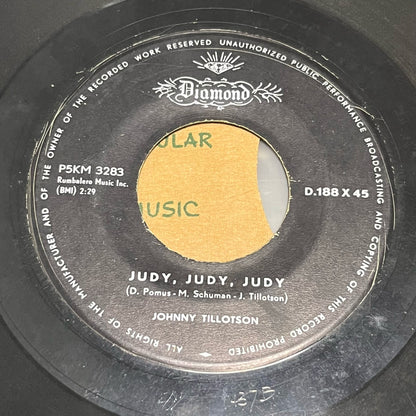 ALL RIGHTS OF THE MANUFACTURER AND OF THE OWNER OF THE RECORDED WORK RESERVED UNAUTHORIZED PUBLIC PERFORMANCE BROADCASTING AND COPYING OF THIS RECORD PROHIBITED
Diamond
P5KM 3283
Rumbalero Music Inc.
(BMI) 2:29
D.188 X 45
ULAR
MUSIC
JUDY, JUDY, JUDY
(D. Pomus - M. Schuman - J. Tillotson)
JOHNNY TILLOTSON